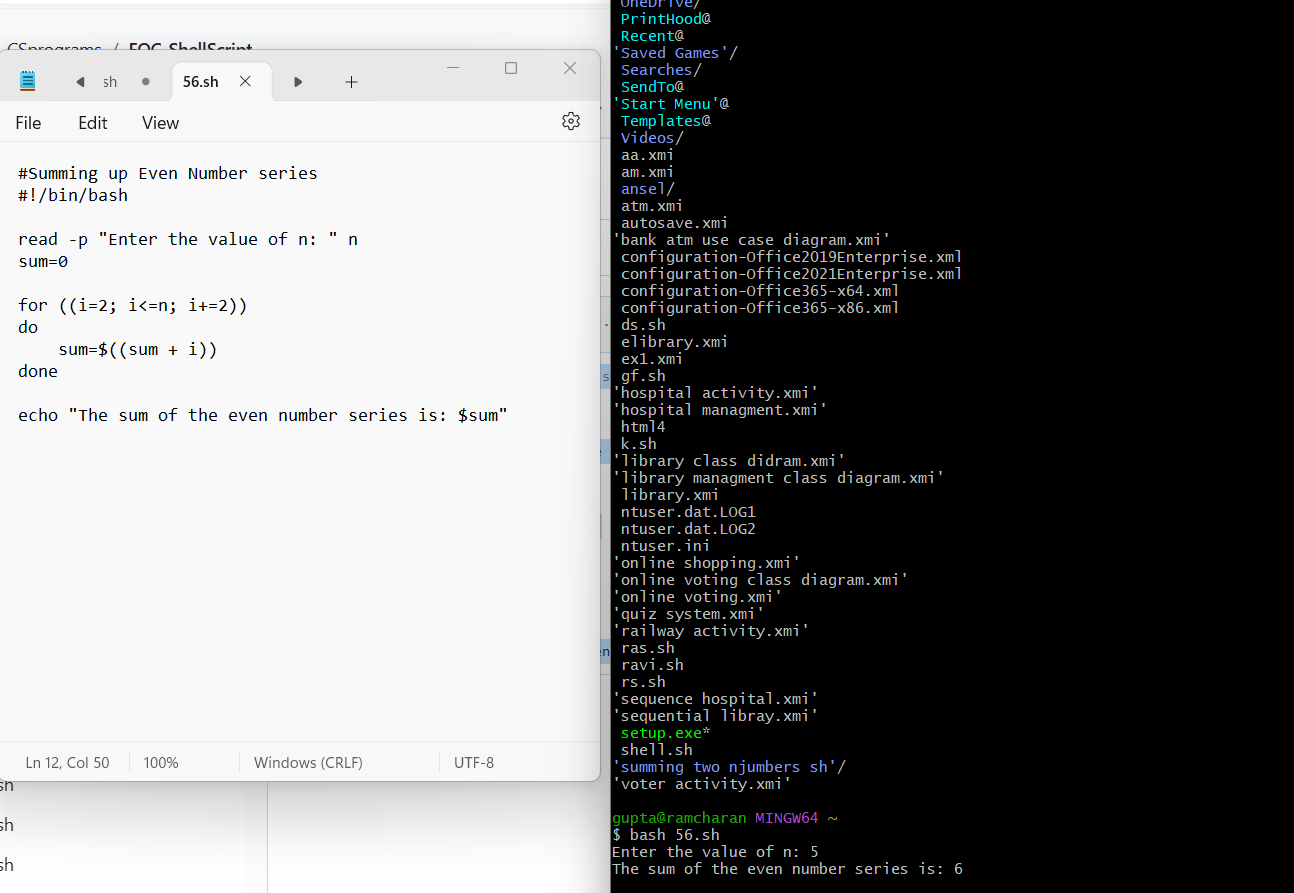 CSprograms / FOC_ShellScript
sh
56.sh
File Edit View
#Summing up Even Number series
#!/bin/bash
read -p "Enter the value of n: " n
sum=0
for ((i=2; i<=n; i+=2))
do
sum=$((sum + i))
done
echo "The sum of the even number series is: $sum"
Ln 12, Col 50
100%
Windows (CRLF)
UTF-8
sh
sh
sh
OneDrive/
PrintHood@
Recent@
'Saved Games'/
Searches/
SendTo@
'Start Menu'@
Templates@
Videos/
aa.xmi
am.xmi
ansel/
atm.xmi
autosave.xmi
'bank atm use case diagram.xmi'
configuration-Office2019Enterprise.xml
configuration-Office2021Enterprise.xml
configuration-Office365-x64.xml
configuration-Office365-x86.xml
ds.sh
elibrary.xmi
ex1.xmi
gf.sh
'hospital activity.xmi'
'hospital managment.xmi'
html4
k.sh
'library class didram.xmi'
'library managment class diagram.xmi'
library.xmi
ntuser.dat.LOG1
ntuser.dat.LOG2
ntuser.ini
'online shopping.xmi'
'online voting class diagram.xmi'
'online voting.xmi'
'quiz system.xmi'
'railway activity.xmi'
ras.sh
ravi.sh
rs.sh
'sequence hospital.xmi'
'sequential libray.xmi'
setup.exe*
shell.sh
'summing two njumbers sh'/
'voter activity.xmi'
gupta@ramcharan MINGW64 ~
$ bash 56.sh
Enter the value of n: 5
The sum of the even number series is: 6